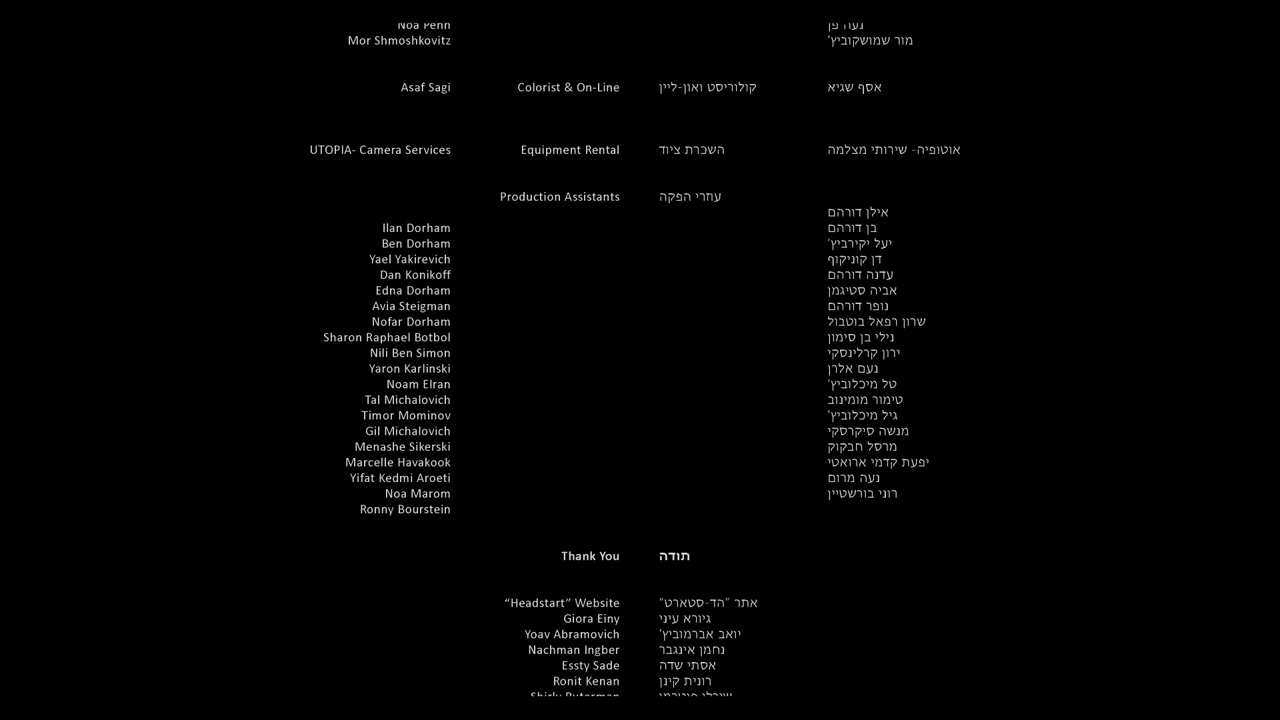 Noa Penn נעה פן
Mor Shmoshkovitz מור שמושקוביץ'
Asaf Sagi Colorist & On-Line קולוריסט ואון-ליין אסף שגיא
UTOPIA- Camera Services Equipment Rental השכרת ציוד אוטופיה- שירותי מצלמה
Production Assistants עוזרי הפקה
אילן דורהם
Ilan Dorham בן דורהם
Ben Dorham יעל יקירביץ'
Yael Yakirevich דן קוניקוף
Dan Konikoff עדנה דורהם
Edna Dorham אביה סטיגמן
Avia Steigman נופר דורהם
Nofar Dorham שרון רפאל בוטבול
Sharon Raphael Botbol נילי בן סימון
Nili Ben Simon ירון קרלינסקי
Yaron Karlinski נעם אלרן
Noam Elran טל מיכלוביץ'
Tal Michalovich טימור מומינוב
Timor Mominov גיל מיכלוביץ'
Gil Michalovich מנשה סיקרסקי
Menashe Sikerski מרסל חבקוק
Marcelle Havakook יפעת קדמי ארואטי
Yifat Kedmi Aroeti נעה מרום
Noa Marom רוני בורשטיין
Ronny Bourstein
Thank You תודה
“Headstart” Website אתר "הד-סטארט"
Giora Einy גיורא עיני
Yoav Abramovich יואב אברמוביץ'
Nachman Ingber נחמן אינגבר
Essty Sade אסתי שדה
Ronit Kenan רונית קינן